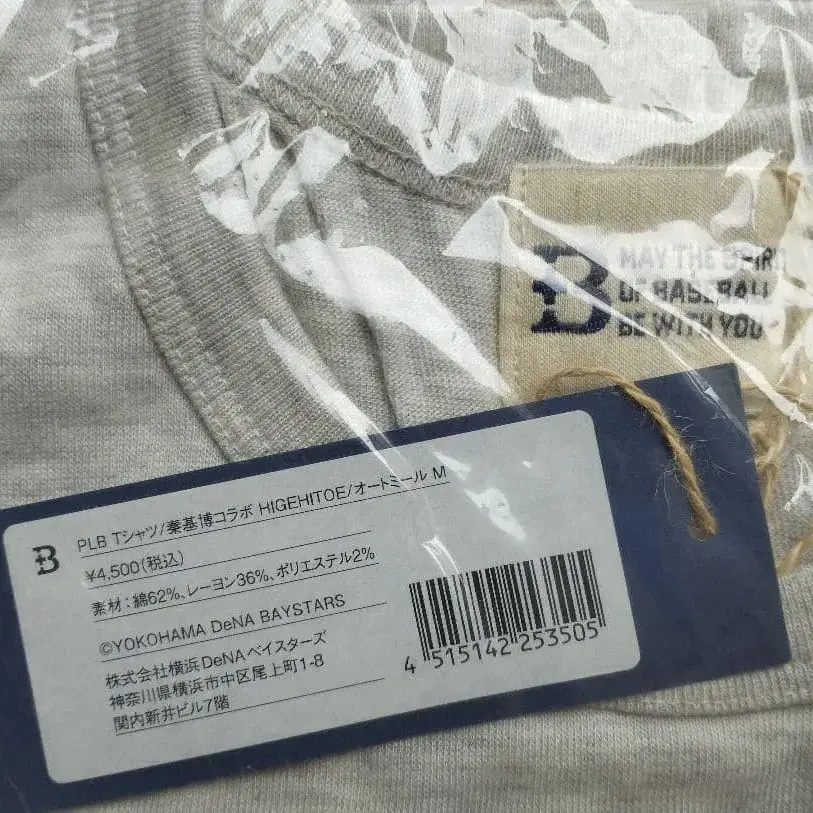 B MAY THE SPIRIT
OF BASEBALL
BE WITH YOU
B
PLB Tシャツ/秦基博コラボ HIGEHITOE/オートミール M
¥4,500(税込)
素材:綿62%、レーヨン36%、ポリエステル2%
©YOKOHAMA DeNA BAYSTARS
株式会社横浜DeNAベイスターズ
神奈川県横浜市中区尾上町1-8
関内新井ビル7階
4 515142 253505